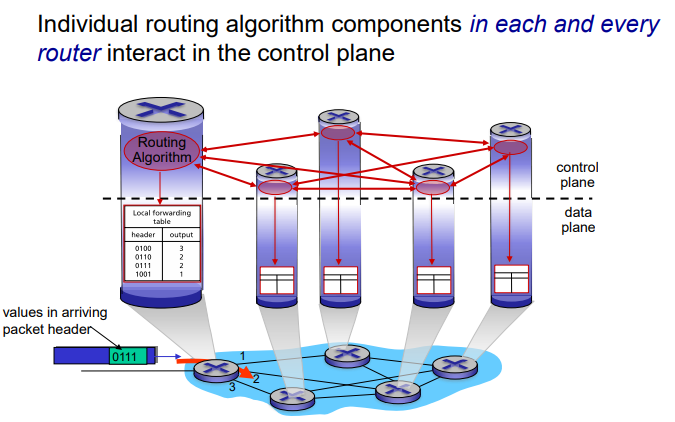 Individual routing algorithm components in each and every
router interact in the control plane
Routing
Algorithm
control
plane
data
plane
Local forwarding
table
header output
0100 3
0110 2
0111 2
1001 1
values in arriving
packet header
0111
1
2
3